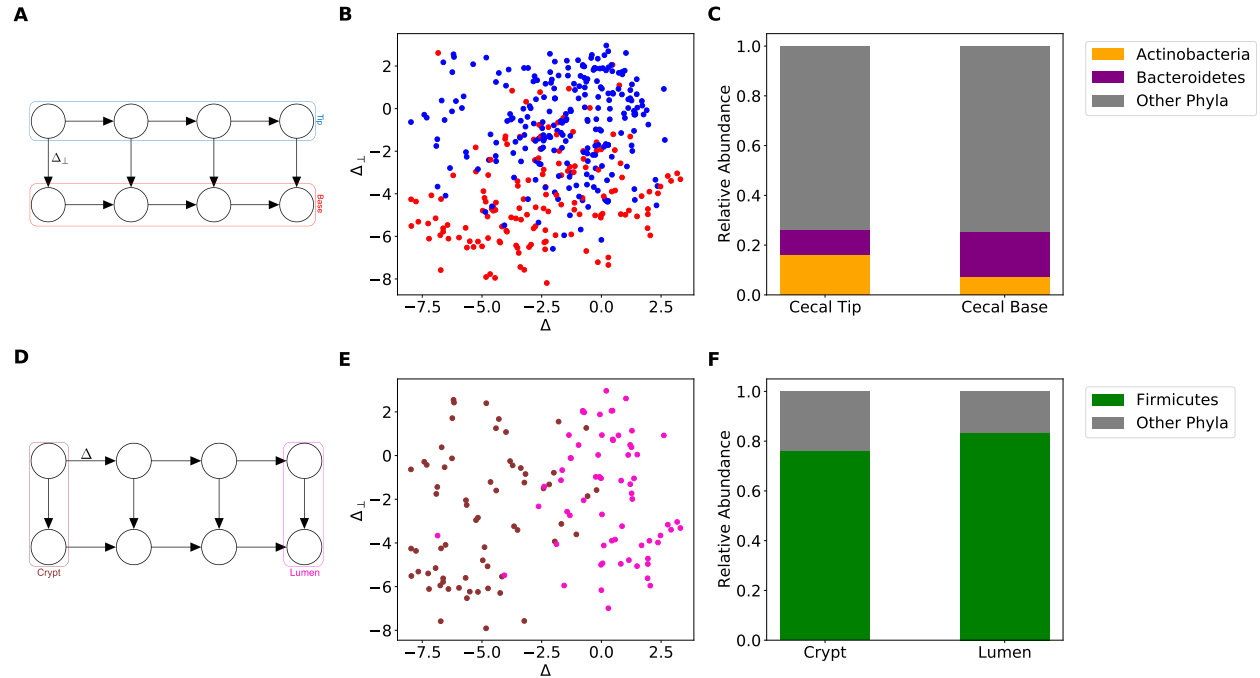 A
Tip
Δ⊥
Base
B
2
0
−2
−4
−6
−8
Δ⊥
−7.5 −5.0 −2.5 0.0 2.5
Δ
C
1.0
0.8
0.6
0.4
0.2
0.0
Relative Abundance
Cecal Tip Cecal Base
Actinobacteria
Bacteroidetes
Other Phyla
D
Δ
Crypt Lumen
E
2
0
−2
−4
−6
−8
Δ⊥
−7.5 −5.0 −2.5 0.0 2.5
Δ
F
1.0
0.8
0.6
0.4
0.2
0.0
Relative Abundance
Crypt Lumen
Firmicutes
Other Phyla